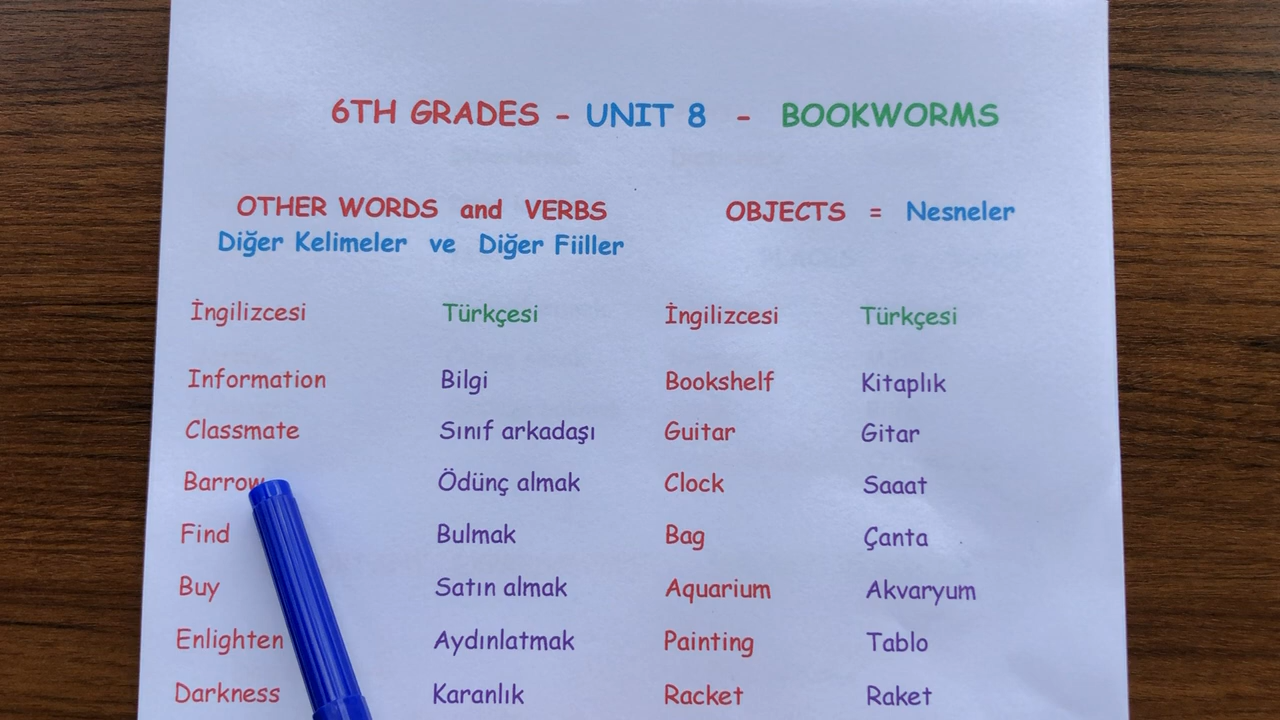 6TH GRADES - UNIT 8 - BOOKWORMS
OTHER WORDS and VERBS
Diğer Kelimeler ve Diğer Fiiller
OBJECTS = Nesneler
İngilizcesi Türkçesi İngilizcesi Türkçesi
Information Bilgi Bookshelf Kitaplık
Classmate Sınıf arkadaşı Guitar Gitar
Barrow Ödünç almak Clock Saaat
Find Bulmak Bag Çanta
Buy Satın almak Aquarium Akvaryum
Enlighten Aydınlatmak Painting Tablo
Darkness Karanlık Racket Raket